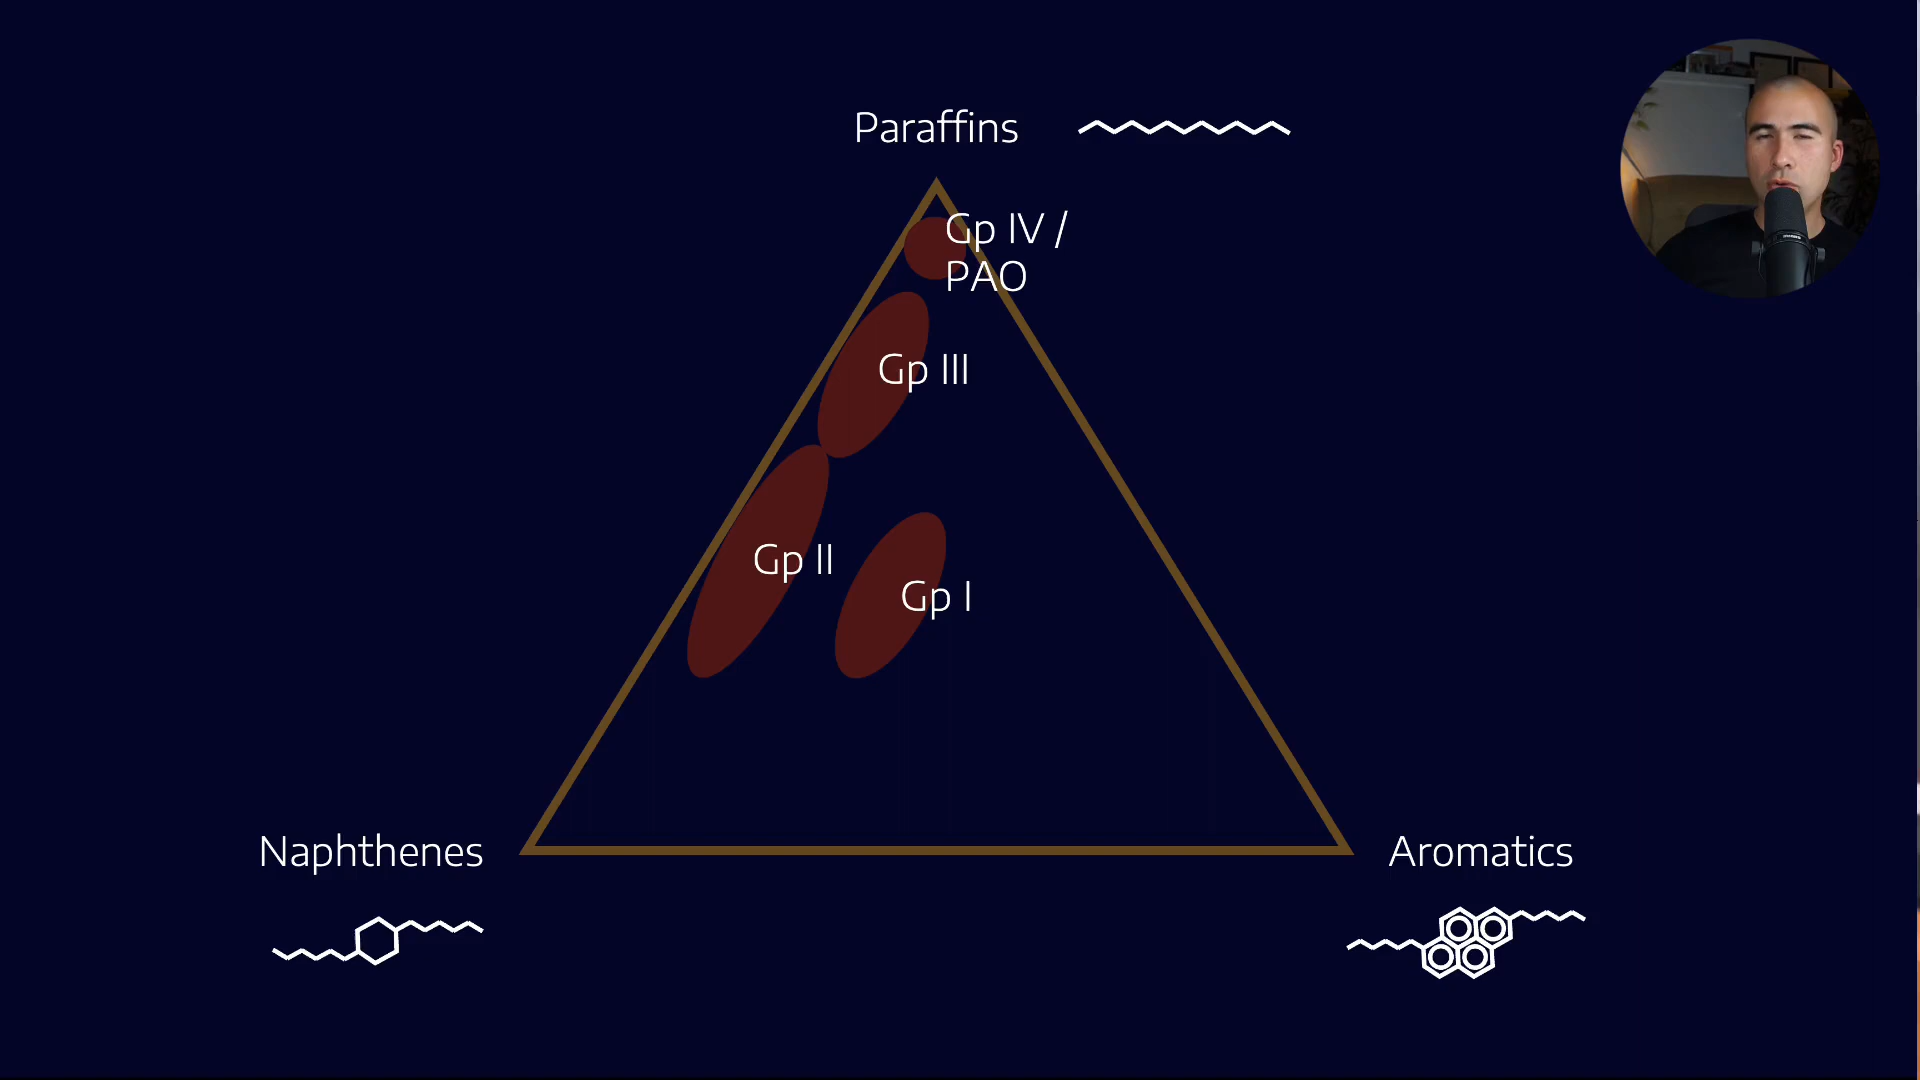 Paraffins
Gp IV /
PAO
Gp III
Gp II
Gp I
Naphthenes
Aromatics